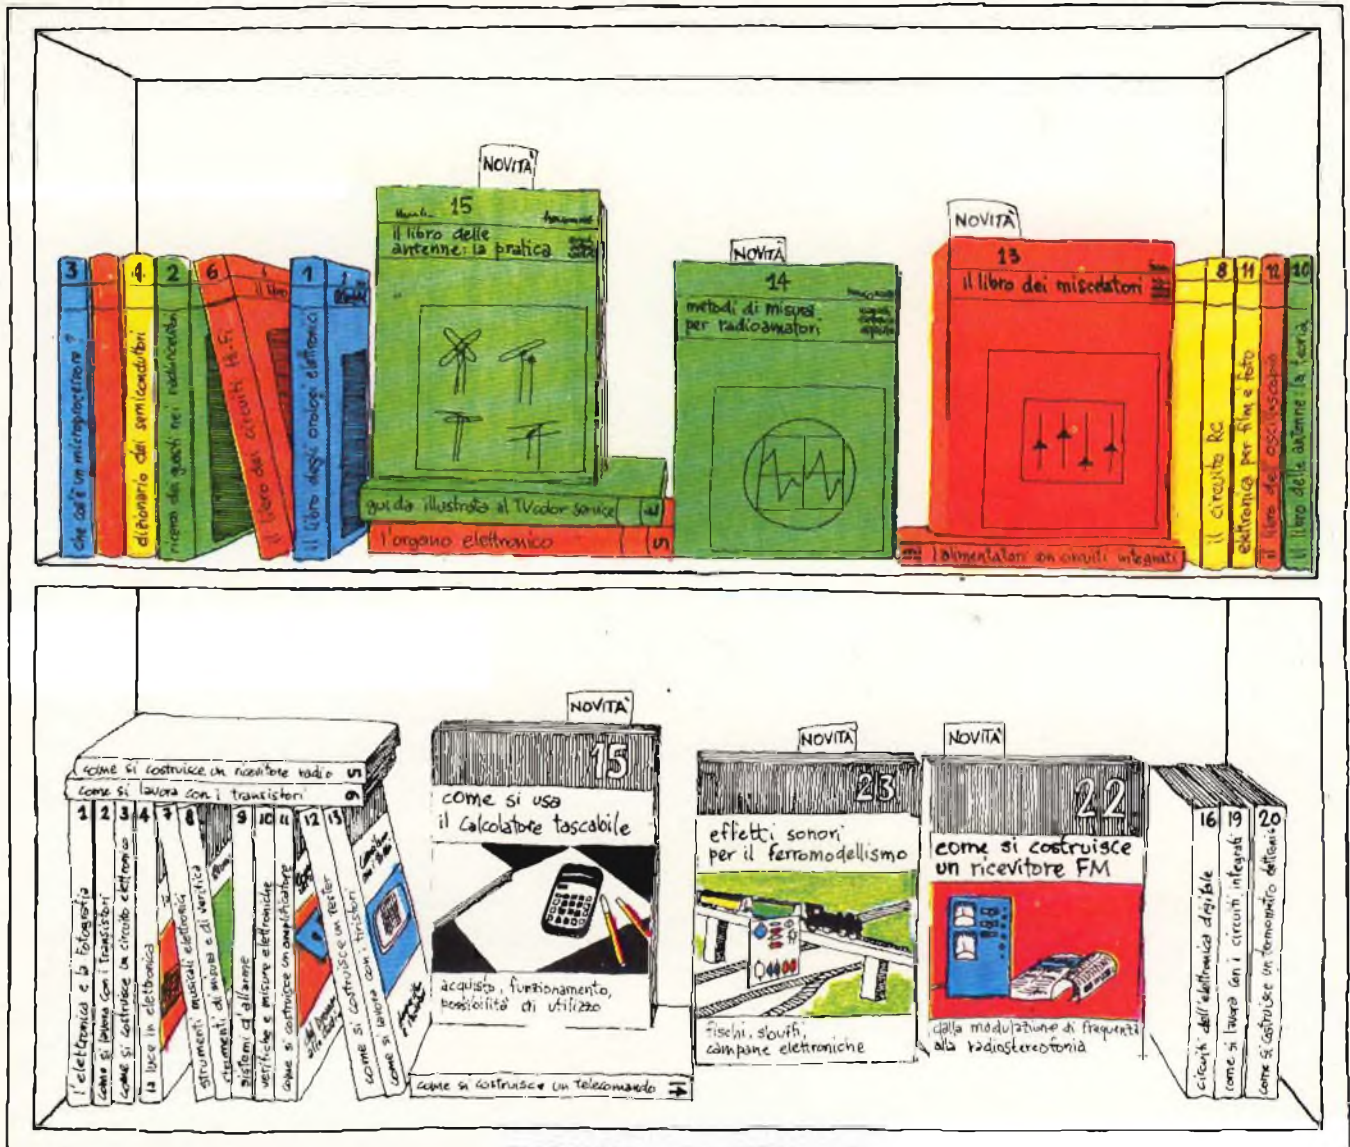 NOVITÀ
15
il libro delle
antenne: la pratica
NOVITÀ
14
metodi di misura
per radioamatori
NOVITÀ
13
il libro dei miscelatori
3
che cos'è un microprocessore?
4
dizionario dei semiconduttori
2
ricerca dei guasti nei radioricevitori
6
il libro dei circuiti Hi-Fi
1
il libro degli orologi elettronici
guida illustrata al TVcolor service
l'organo elettronico 5
alimentatori con circuiti integrati
8
il circuito RC
11
elettronica per film e foto
12
il libro del oscilloscopio
10
il libro delle antenne: la teoria
come si costruisce un ricevitore radio 5
come si lavora con i transistori 6
1
l'elettronica e la fotografia
2
come si lavora con i transistori
3
come si costruisce un circuito elettronico
4
la luce in elettronica
7
8
strumenti musicali elettronici
strumenti di misura e di verifica
9
sistemi d'allarme
10
verifiche e misure elettroniche
11
come si costruisce un amplificatore
12
come si costruisce un tester
13
come si lavora con i tiristori
NOVITÀ
15
come si usa
il calcolatore tascabile
acquisto, funzionamento,
possibilità di utilizzo
come si costruisce un telecomando 14
NOVITÀ
23
effetti sonori
per il ferromodellismo
fischi, sbuffi,
campane elettroniche
NOVITÀ
22
come si costruisce
un ricevitore FM
dalla modulazione di frequenza
alla radiostereofonia
16
circuiti dell'elettronica digitale
19
come si lavora con i circuiti integrati
20
come si costruisce un termometro